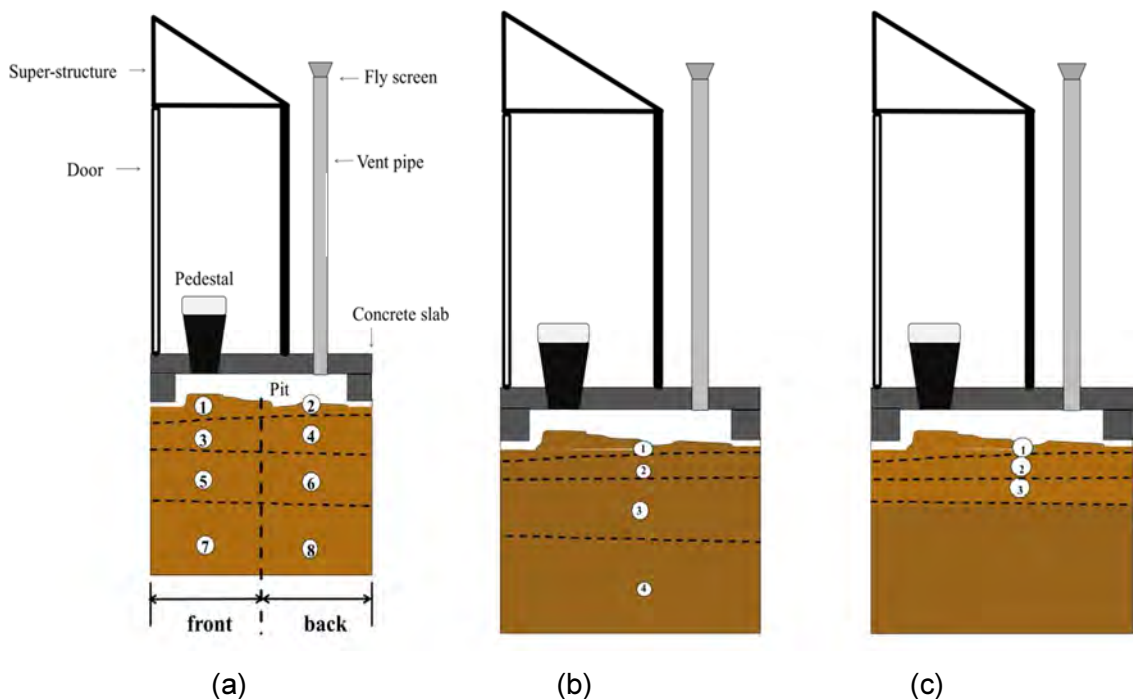 Super-structure
Fly screen
Door
Vent pipe
Pedestal
Concrete slab
Pit
1
2
3
4
5
6
7
8
front
back
1
2
3
4
1
2
3
(a)
(b)
(c)